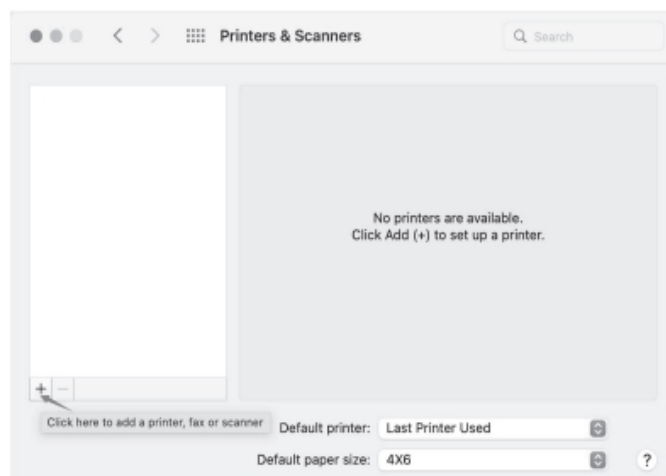 Printers & Scanners
Search
No printers are available.
Click Add (+) to set up a printer.
+ −
Click here to add a printer, fax or scanner
Default printer: Last Printer Used
Default paper size: 4X6 ?